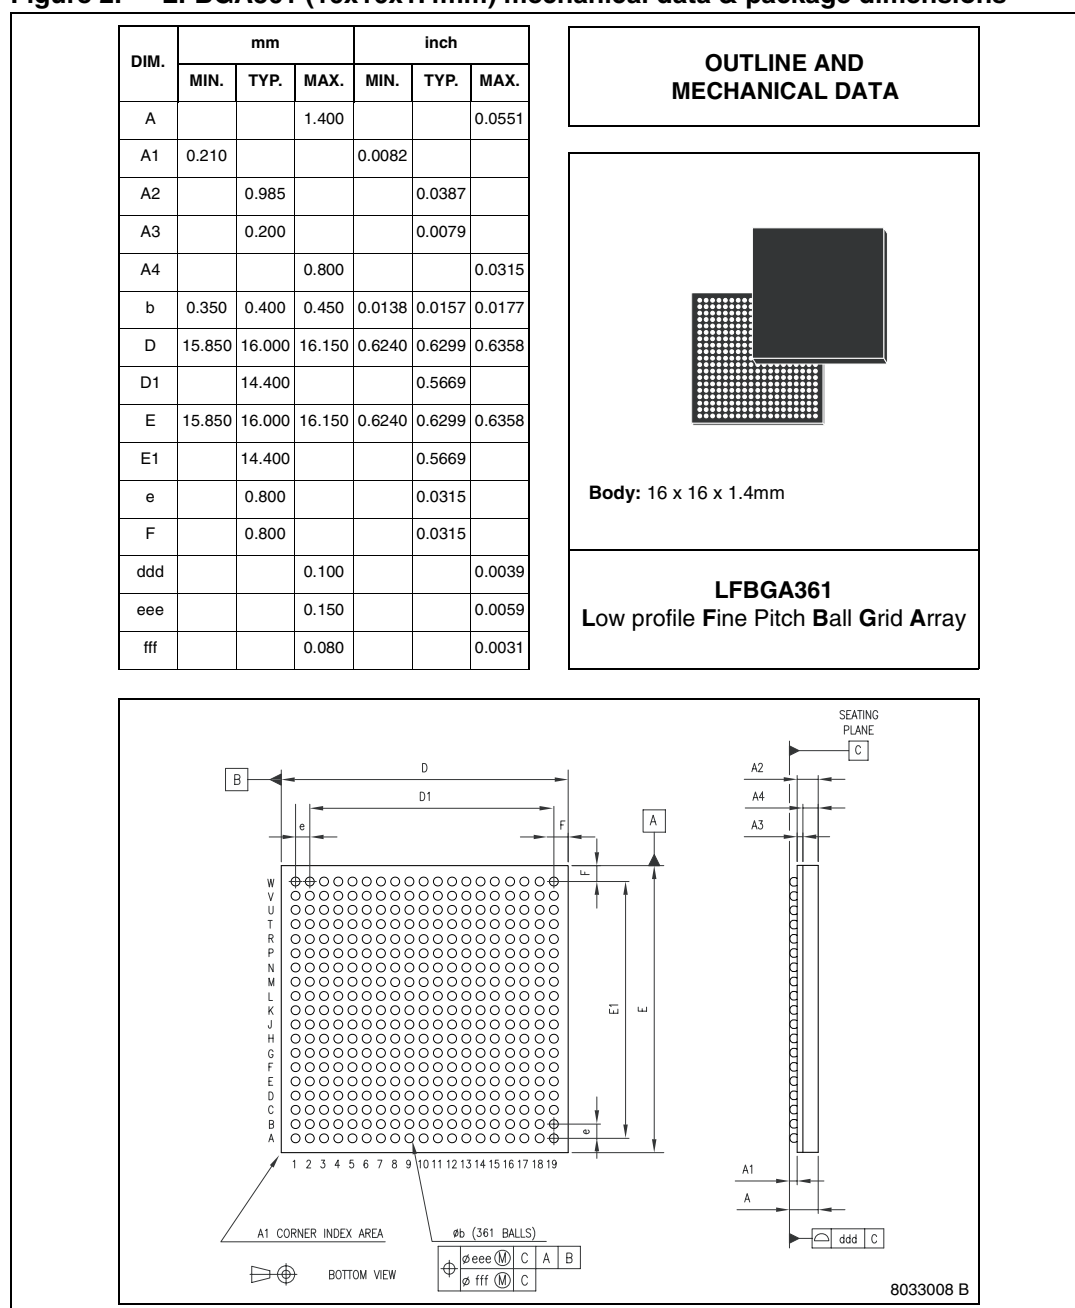 DIM. mm inch
MIN. TYP. MAX. MIN. TYP. MAX.
A 1.400 0.0551
A1 0.210 0.0082
A2 0.985 0.0387
A3 0.200 0.0079
A4 0.800 0.0315
b 0.350 0.400 0.450 0.0138 0.0157 0.0177
D 15.850 16.000 16.150 0.6240 0.6299 0.6358
D1 14.400 0.5669
E 15.850 16.000 16.150 0.6240 0.6299 0.6358
E1 14.400 0.5669
e 0.800 0.0315
F 0.800 0.0315
ddd 0.100 0.0039
eee 0.150 0.0059
fff 0.080 0.0031
OUTLINE AND
MECHANICAL DATA
Body: 16 x 16 x 1.4mm
LFBGA361
Low profile Fine Pitch Ball Grid Array
SEATING
PLANE
C
B
D
D1
e
F
A
F
A2
A4
A3
W
V
U
T
R
P
N
M
L
K
J
H
G
F
E
D
C
B
A
E1
E
e
1 2 3 4 5 6 7 8 9 10 11 12 13 14 15 16 17 18 19
A1
A
A1 CORNER INDEX AREA
øb (361 BALLS)
ø eee M C A B
ø fff M C
BOTTOM VIEW
ddd C
8033008 B